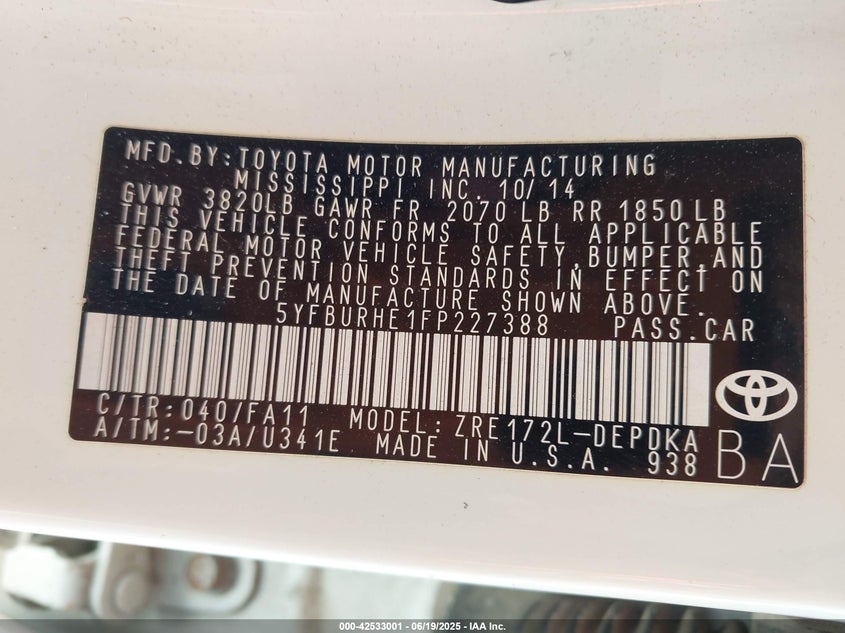 MFD.BY:TOYOTA MOTOR MANUFACTURING
MISSISSIPPI INC. 10/14
GVWR 3820LB GAWR FR 2070 LB RR 1850 LB
THIS VEHICLE CONFORMS TO ALL APPLICABLE
FEDERAL MOTOR VEHICLE SAFETY,BUMPER,AND
THEFT PREVENTION STANDARDS IN EFFECT ON
THE DATE OF MANUFACTURE SHOWN ABOVE.
5YFBURHE1FP227388 PASS.CAR
C/TR:040/FA11 MODEL:ZRE172L-DEPDKA
A/TM:-03A/U341E MADE IN U.S.A. 938 BA
000-42533001 - 06/19/2025 - IAA Inc.